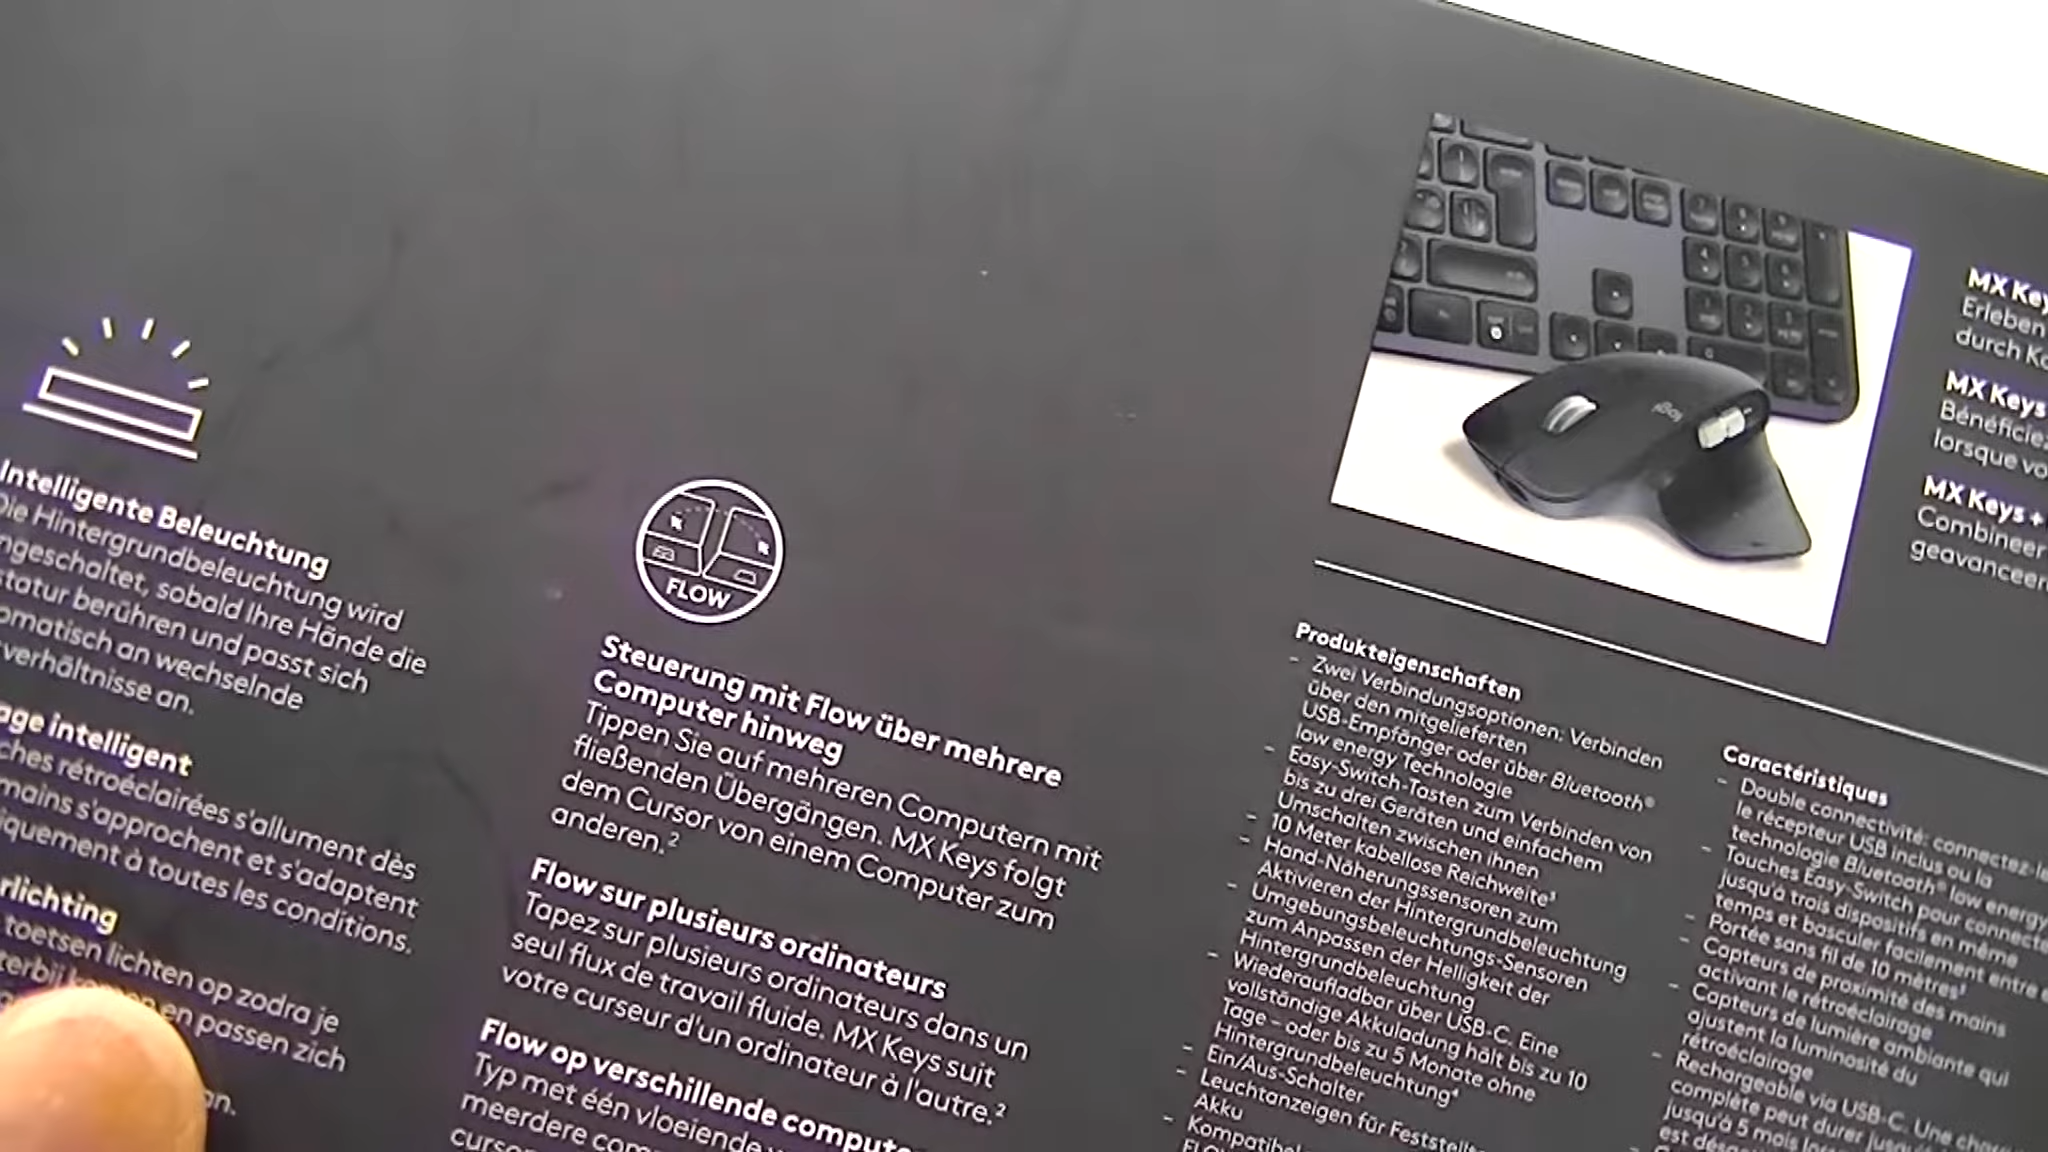 Intelligente Beleuchtung
Die Hintergrundbeleuchtung wird
ngeschaltet, sobald Ihre Hände die
statur berühren und passt sich
omatisch an wechselnde
verhältnisse an.
age intelligent
ches rétroéclairées s'allument dès
mains s'approchent et s'adaptent
iquement à toutes les conditions.
rlichting
toetsen lichten op zodra je
en passen zich
an.
FLOW
Steuerung mit Flow über mehrere
Computer hinweg
Tippen Sie auf mehreren Computern mit
fließenden Übergängen. MX Keys folgt
dem Cursor von einem Computer zum
anderen.²
Flow sur plusieurs ordinateurs
Tapez sur plusieurs ordinateurs dans un
seul flux de travail fluide. MX Keys suit
votre curseur d'un ordinateur à l'autre.²
Flow op verschillende compute
Typ met één vloeiende
meerdere com
curso
logi
MX Key
Erleben
durch Ko
MX Keys
Bénéficie
lorsque vo
MX Keys +
Combineer
geavanceer
Produkteigenschaften
– Zwei Verbindungsoptionen: Verbinden
über den mitgelieferten
USB-Empfänger oder über Bluetooth®
low energy Technologie
– Easy-Switch-Tasten zum Verbinden von
bis zu drei Geräten und einfachem
Umschalten zwischen ihnen
– 10 Meter kabellose Reichweite³
– Hand-Näherungssensoren zum
Aktivieren der Hintergrundbeleuchtung
– Umgebungsbeleuchtungs-Sensoren
zum Anpassen der Helligkeit der
Hintergrundbeleuchtung
– Wiederaufladbar über USB-C. Eine
vollständige Akkuladung hält bis zu 10
Tage – oder bis zu 5 Monate ohne
Hintergrundbeleuchtung⁴
– Ein/Aus-Schalter
– Leuchtanzeigen für Feststellt
Akku
– Kompatibel
FLOW
Caractéristiques
– Double connectivité: connectez-le
le récepteur USB inclus ou la
technologie Bluetooth® low energy
– Touches Easy-Switch pour connecte
jusqu'à trois dispositifs en même
temps et basculer facilement entre e
– Portée sans fil de 10 mètres³
– Capteurs de proximité des mains
activant le rétroéclairage
– Capteurs de lumière ambiante qui
ajustent la luminosité du
rétroéclairage
– Rechargeable via USB-C. Une char
complète peut durer jusqu'à
jusqu'à 5 mois lors
est désac